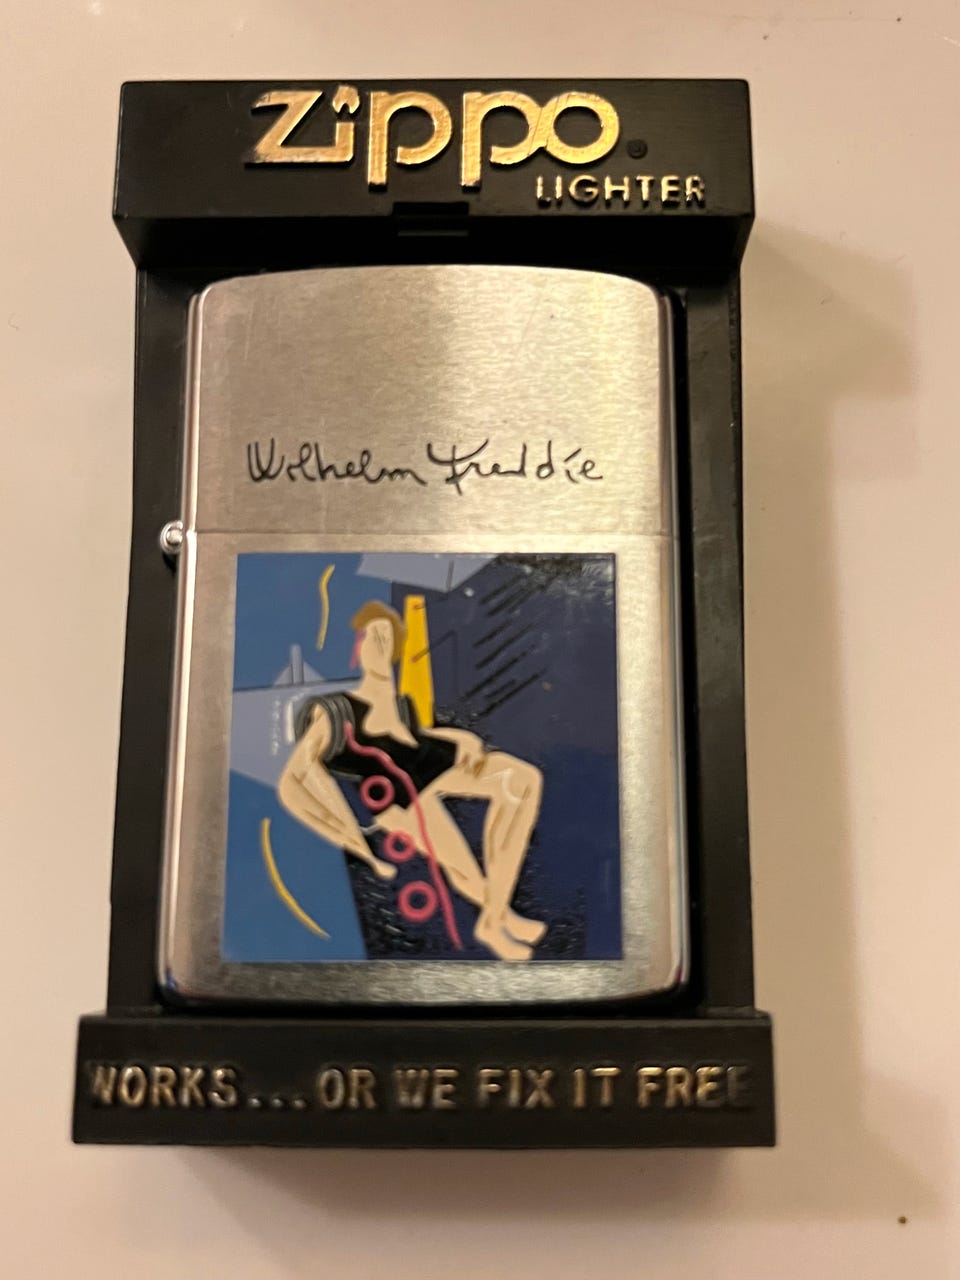 Zippo
LIGHTER
Wilhelm Freddie
WORKS... OR WE FIX IT FREE